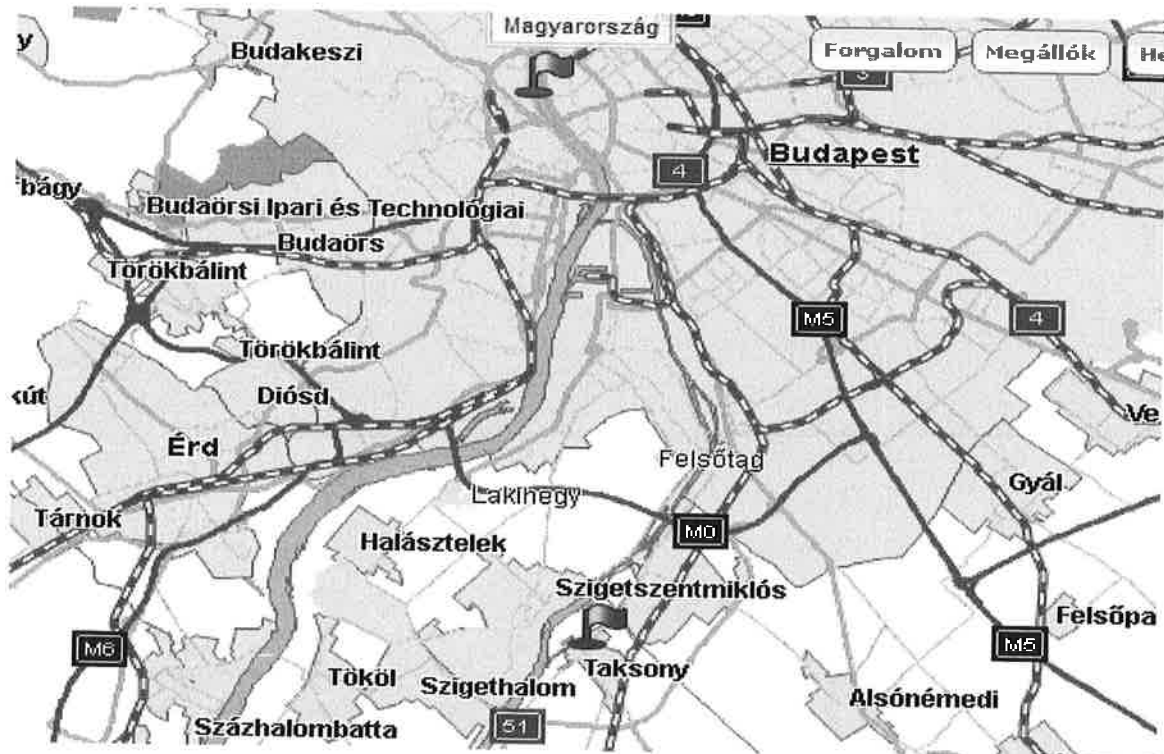 Magyarország
Forgalom
Megállók
Budakeszi
3
Budapest
4
Budaörsi Ipari és Technológiai
Budaörs
Törökbálint
M5
4
Törökbálint
Diósd
Érd
Felsőtag
Gyál
Lakihegy
Tárnok
M0
Halásztelek
Szigetszentmiklós
Felsőpa
M6
M5
Taksony
Tököl
Szigethalom
Alsónémedi
Százhalombatta
51